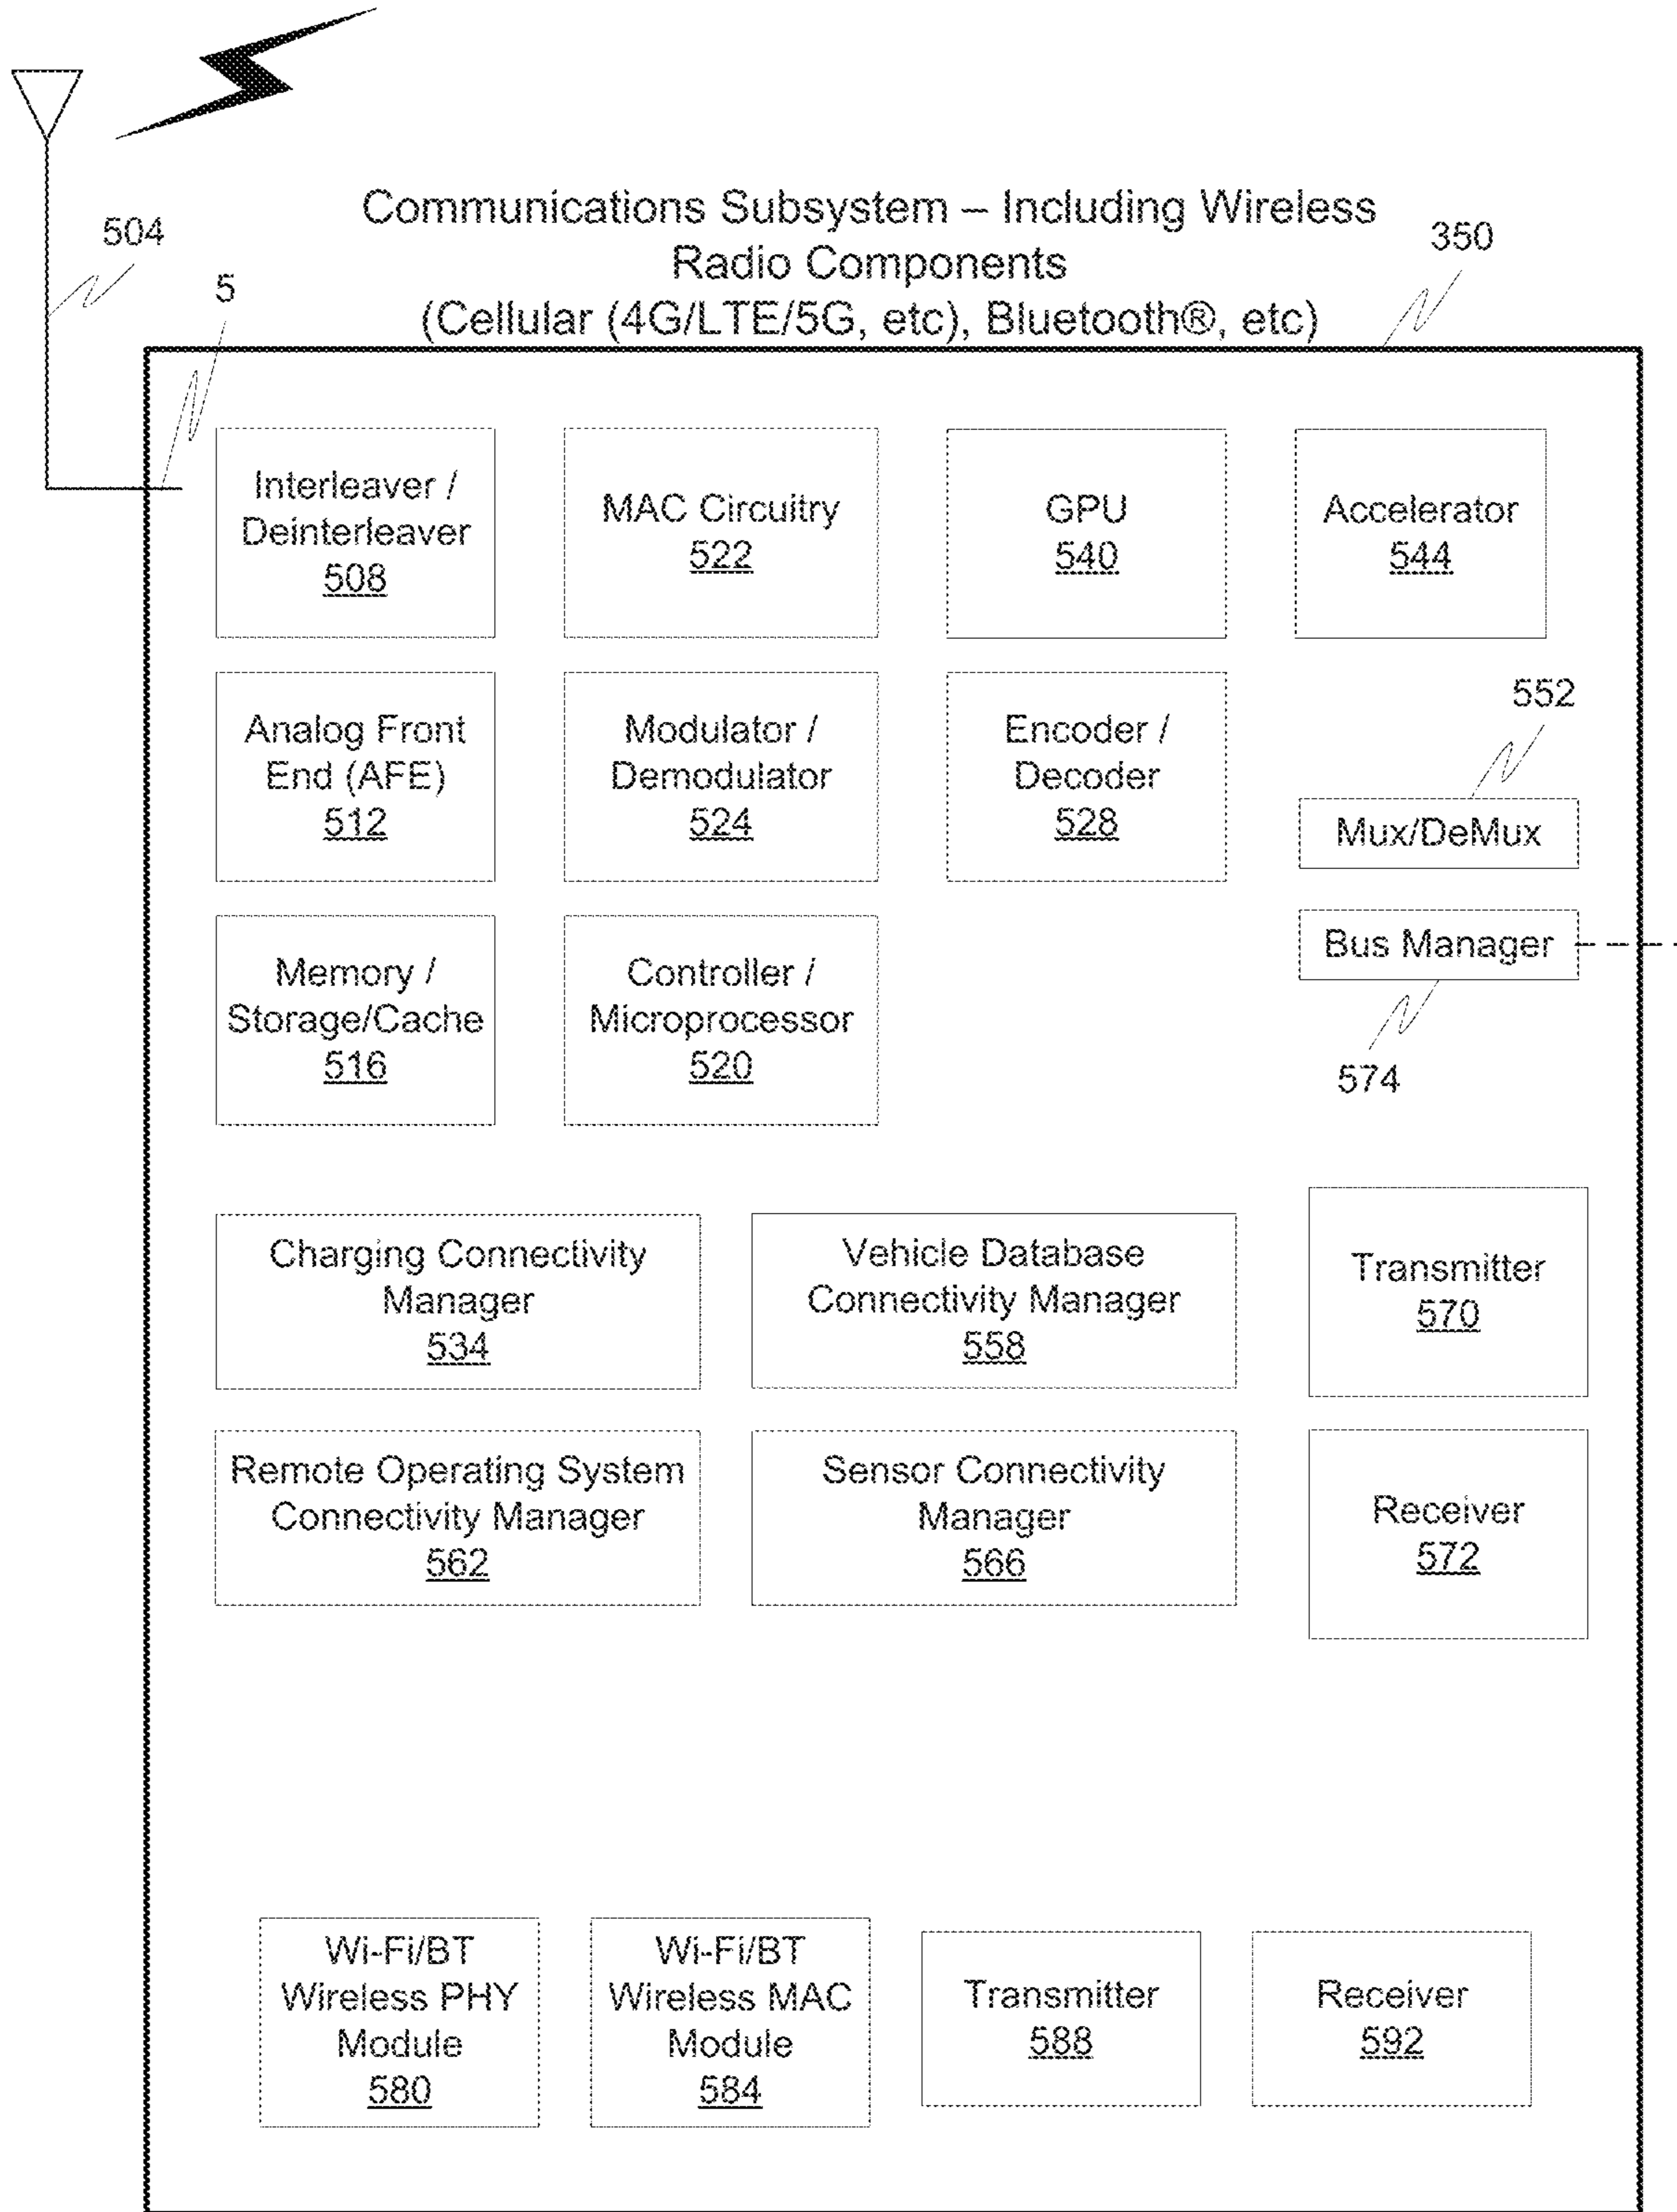 Communications Subsystem – Including Wireless
Radio Components
(Cellular (4G/LTE/5G, etc), Bluetooth®, etc)
504
5
350
Interleaver /
Deinterleaver
508
MAC Circuitry
522
GPU
540
Accelerator
544
Analog Front
End (AFE)
512
Modulator /
Demodulator
524
Encoder /
Decoder
528
552
Mux/DeMux
Memory /
Storage/Cache
516
Controller /
Microprocessor
520
Bus Manager
574
Charging Connectivity
Manager
534
Vehicle Database
Connectivity Manager
558
Transmitter
570
Remote Operating System
Connectivity Manager
562
Sensor Connectivity
Manager
566
Receiver
572
Wi-Fi/BT
Wireless PHY
Module
580
Wi-Fi/BT
Wireless MAC
Module
584
Transmitter
588
Receiver
592